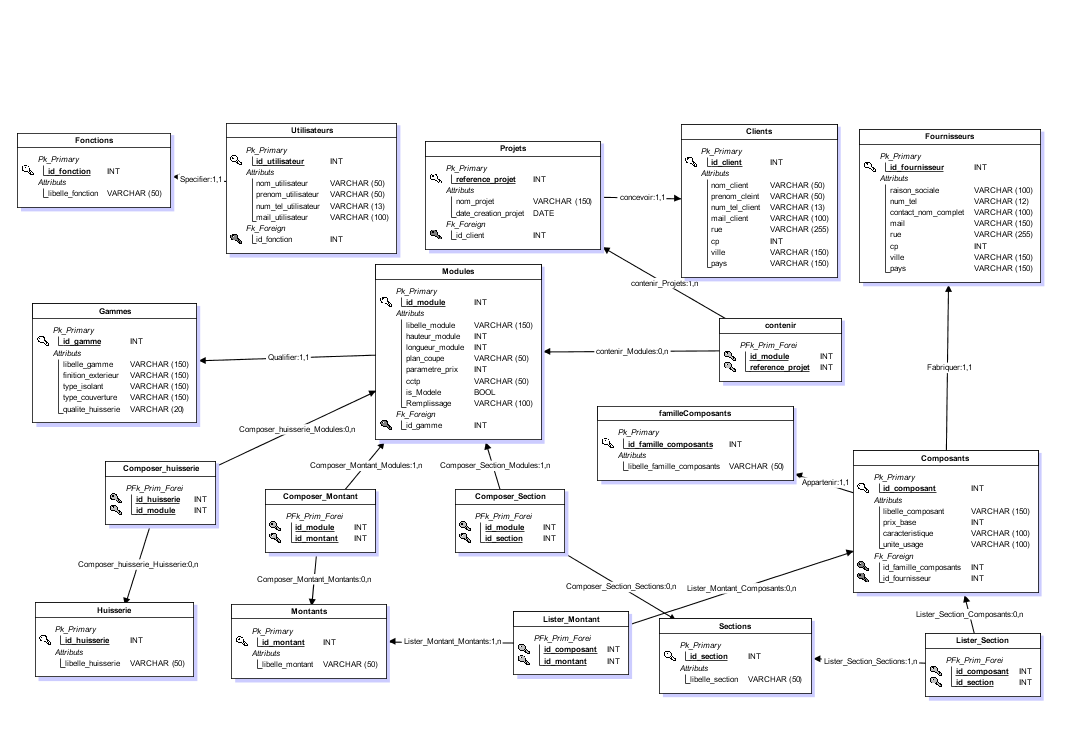 Fonctions
Pk_Primary
id_fonction INT
Attributs
libelle_fonction VARCHAR (50)
Specifier:1,1
Utilisateurs
Pk_Primary
id_utilisateur INT
Attributs
nom_utilisateur VARCHAR (50)
prenom_utilisateur VARCHAR (50)
num_tel_utilisateur VARCHAR (13)
mail_utilisateur VARCHAR (100)
Fk_Foreign
id_fonction INT
Projets
Pk_Primary
reference_projet INT
Attributs
nom_projet VARCHAR (150)
date_creation_projet DATE
Fk_Foreign
id_client INT
concevoir:1,1
Clients
Pk_Primary
id_client INT
Attributs
nom_client VARCHAR (50)
prenom_cleint VARCHAR (50)
num_tel_client VARCHAR (13)
mail_client VARCHAR (100)
rue VARCHAR (255)
cp INT
ville VARCHAR (150)
pays VARCHAR (150)
Fournisseurs
Pk_Primary
id_fournisseur INT
Attributs
raison_sociale VARCHAR (100)
num_tel VARCHAR (12)
contact_nom_complet VARCHAR (100)
mail VARCHAR (150)
rue VARCHAR (255)
cp INT
ville VARCHAR (150)
pays VARCHAR (150)
contenir_Projets:1,n
Gammes
Pk_Primary
id_gamme INT
Attributs
libelle_gamme VARCHAR (150)
finition_exterieur VARCHAR (150)
type_isolant VARCHAR (150)
type_couverture VARCHAR (150)
qualite_huisserie VARCHAR (20)
Qualifier:1,1
Modules
Pk_Primary
id_module INT
Attributs
libelle_module VARCHAR (150)
hauteur_module INT
longueur_module INT
plan_coupe VARCHAR (50)
parametre_prix INT
cctp VARCHAR (50)
is_Modele BOOL
Remplissage VARCHAR (100)
Fk_Foreign
id_gamme INT
contenir_Modules:0,n
contenir
PFk_Prim_Forei
id_module INT
reference_projet INT
Fabriquer:1,1
familleComposants
Pk_Primary
id_famille_composants INT
Attributs
libelle_famille_composants VARCHAR (50)
Appartenir:1,1
Composants
Pk_Primary
id_composant INT
Attributs
libelle_composant VARCHAR (150)
prix_base INT
caracteristique VARCHAR (100)
unite_usage VARCHAR (100)
Fk_Foreign
id_famille_composants INT
id_fournisseur INT
Composer_huisserie_Modules:0,n
Composer_Montant_Modules:1,n
Composer_Section_Modules:1,n
Composer_huisserie
PFk_Prim_Forei
id_huisserie INT
id_module INT
Composer_Montant
PFk_Prim_Forei
id_module INT
id_montant INT
Composer_Section
PFk_Prim_Forei
id_module INT
id_section INT
Composer_huisserie_Huisserie:0,n
Composer_Montant_Montants:0,n
Composer_Section_Sections:0,n
Lister_Montant_Composants:0,n
Lister_Section_Composants:0,n
Huisserie
Pk_Primary
id_huisserie INT
Attributs
libelle_huisserie VARCHAR (50)
Montants
Pk_Primary
id_montant INT
Attributs
libelle_montant VARCHAR (50)
Lister_Montant_Montants:1,n
Lister_Montant
PFk_Prim_Forei
id_composant INT
id_montant INT
Sections
Pk_Primary
id_section INT
Attributs
libelle_section VARCHAR (50)
Lister_Section_Sections:1,n
Lister_Section
PFk_Prim_Forei
id_composant INT
id_section INT